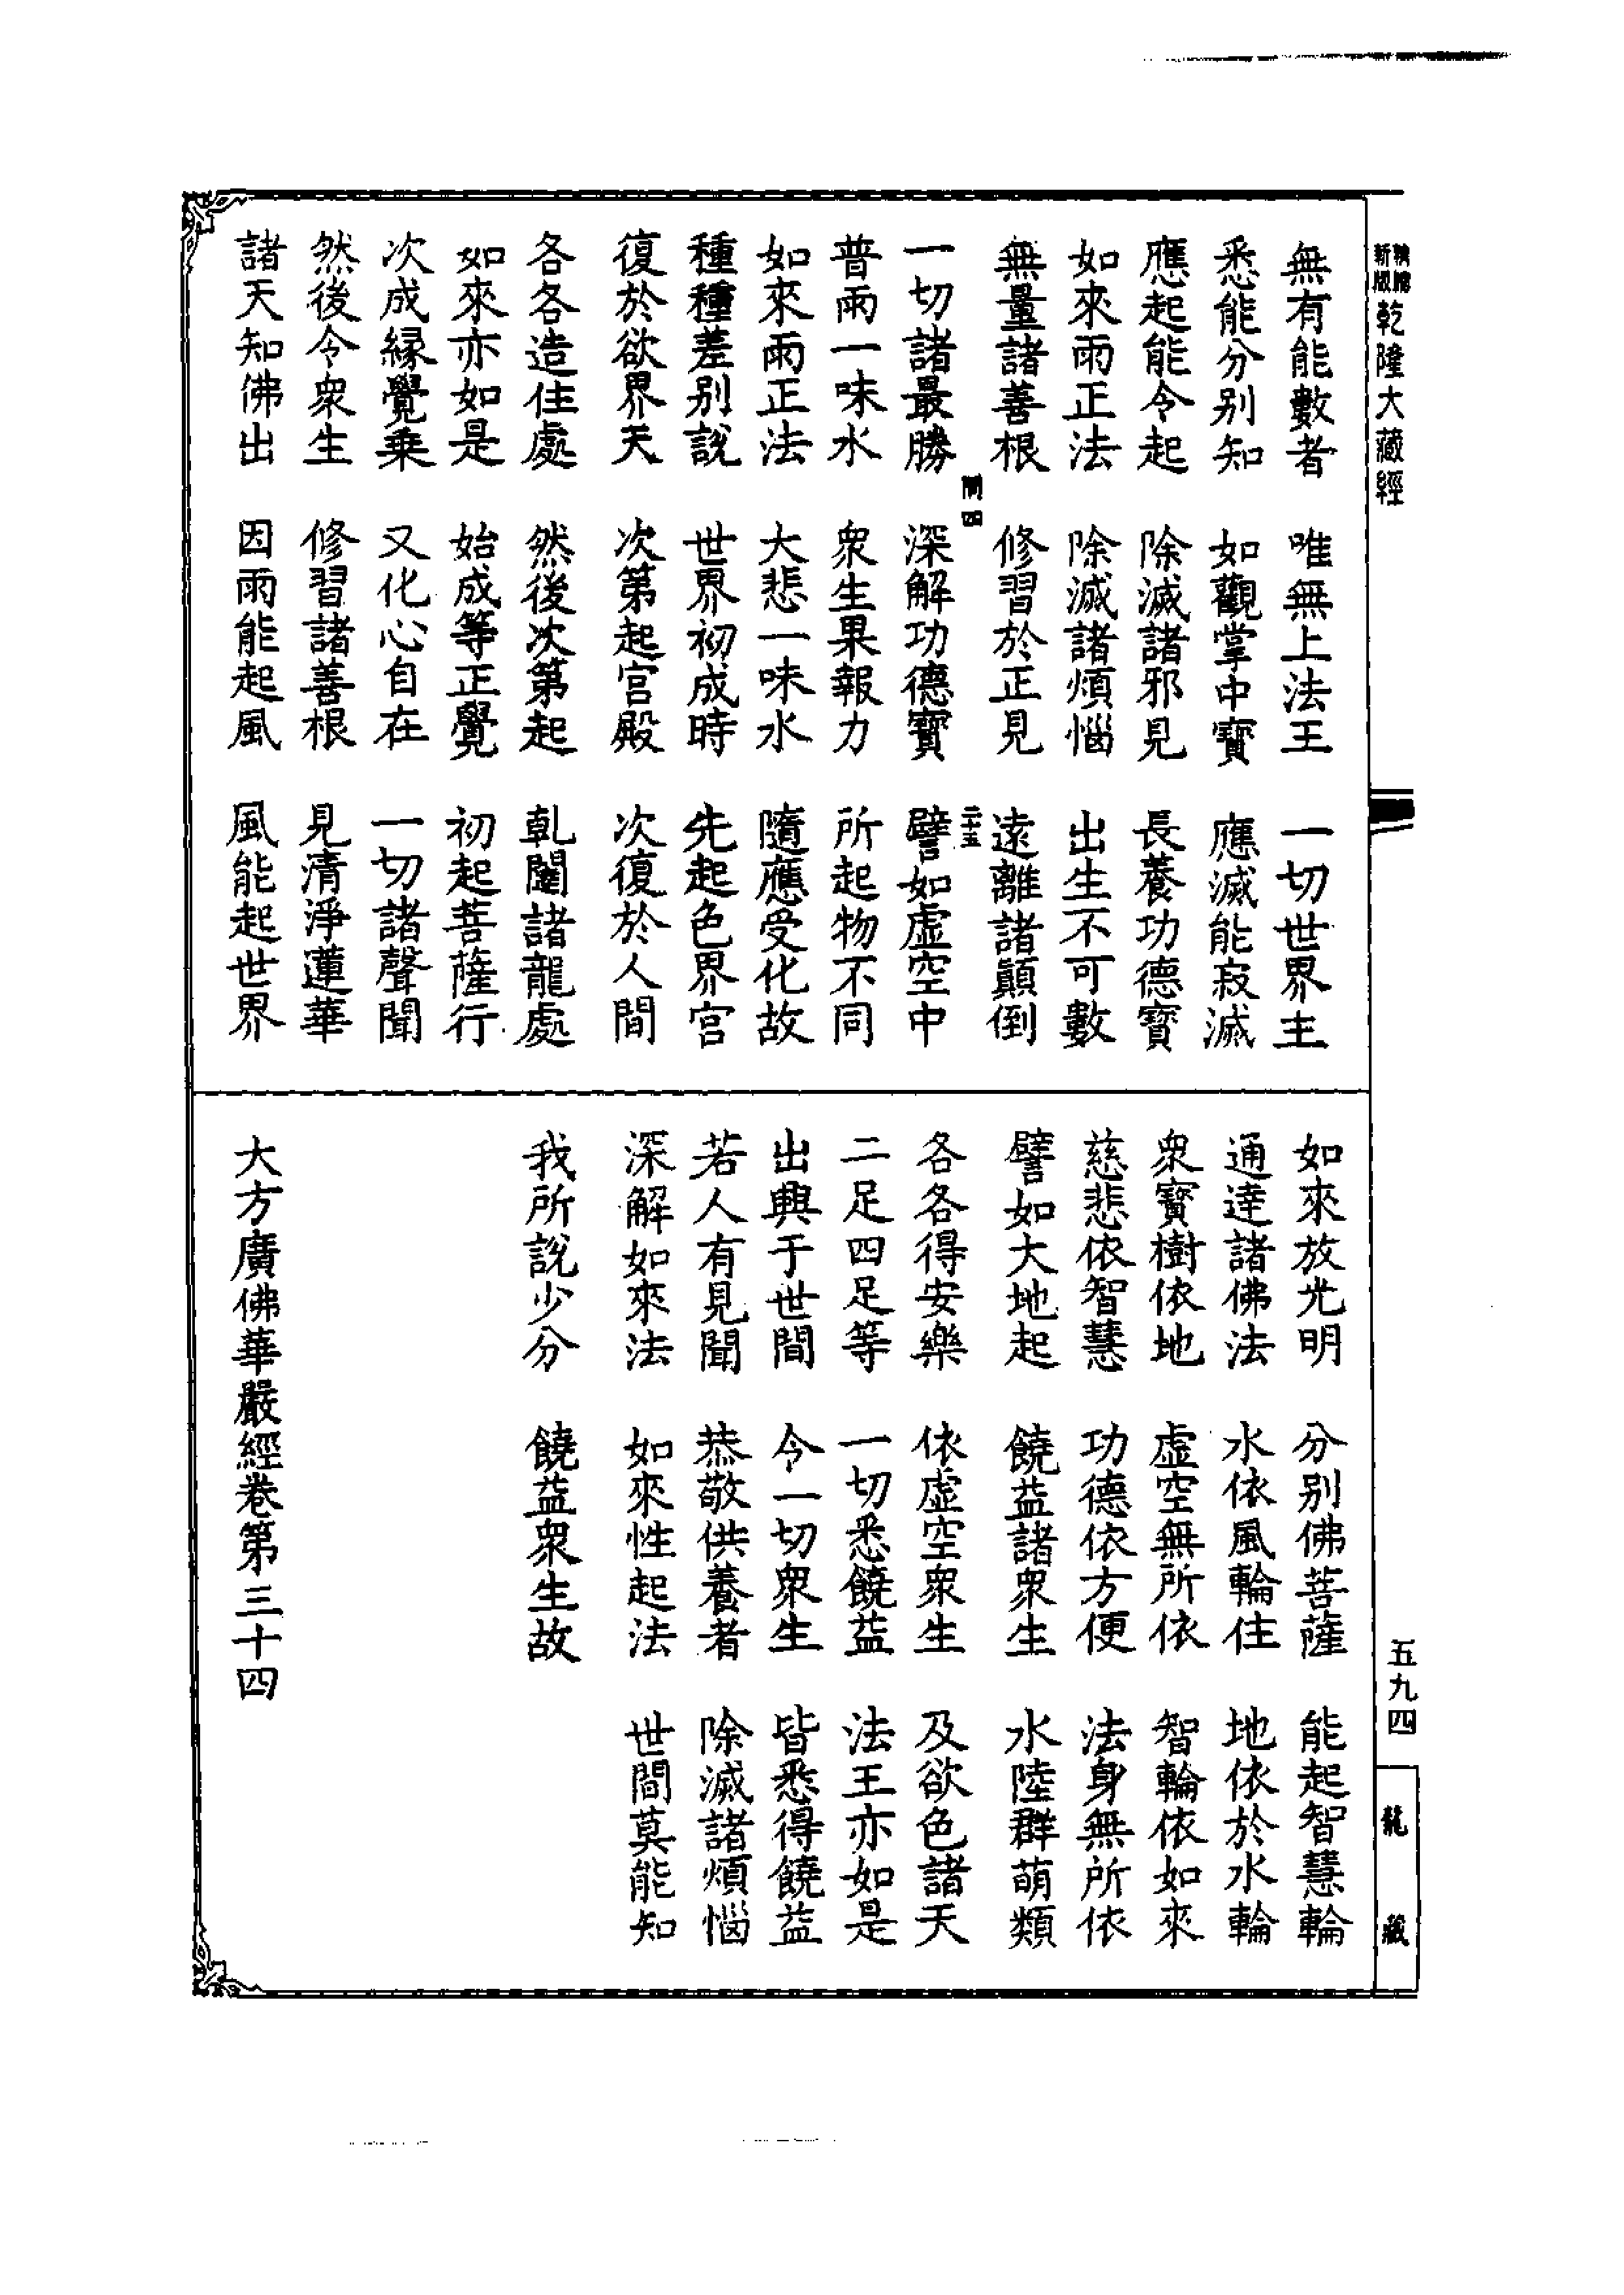 精體
新版
乾隆大藏經
無有能數者　唯無上法王　一切世界主
悉能分別知　如觀掌中寶　應滅能寂滅
應起能令起　除滅諸邪見　長養功德寶
如來雨正法　除滅諸煩惱　出生不可數
無量諸善根　修習於正見　遠離諸顛倒
一切諸最勝　深解功德寶　譬如虛空中
普雨一味水　衆生果報力　所起物不同
如來雨正法　大悲一味水　隨應受化故
種種差別說　世界初成時　先起色界宮
復於欲界天　次第起宮殿　次復於人間
各各造住處　然後次第起　乹闥諸龍處
如來亦如是　始成等正覺　初起菩薩行
次成緣覺乗　又化心自在　一切諸聲聞
然後令衆生　修習諸善根　見清淨蓮華
諸天知佛出　因雨能起風　風能起世界
如來放光明　分別佛菩薩　能起智慧輪
通達諸佛法　水依風輪住　地依於水輪
衆寶樹依地　虛空無所依　智輪依如來
慈悲依智慧　功德依方便　法身無所依
譬如大地起　饒益諸衆生　水陸群萌類
各各得安樂　依虛空衆生　及欲色諸天
二足四足等　一切悉饒益　法王亦如是
出興于世間　今一切衆生　皆悉得饒益
若人有見聞　恭敬供養者　除滅諸煩惱
深解如來法　如來性起法　世間莫能知
我所說少分　饒益衆生故
大方廣佛華嚴經卷第三十四
五九四
龍藏